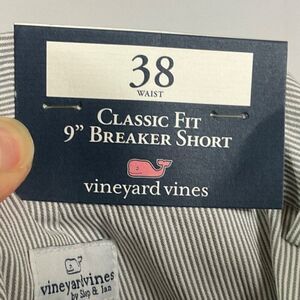 38
WAIST
CLASSIC FIT
9" BREAKER SHORT
vineyard vines
vineyard vines
by Shep & Ian